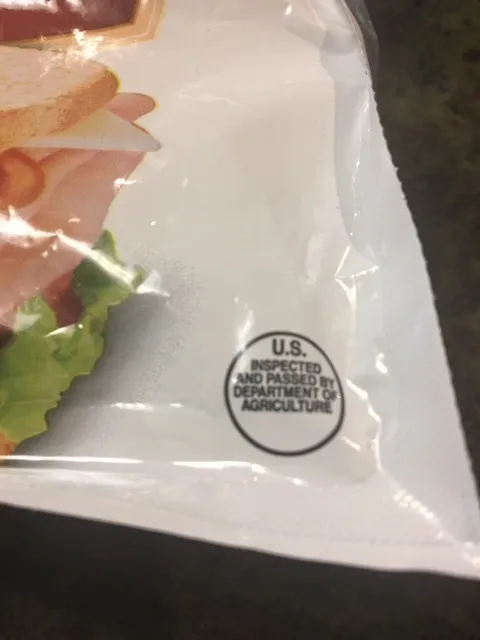 U.S.
INSPECTED
AND PASSED BY
DEPARTMENT OF
AGRICULTURE